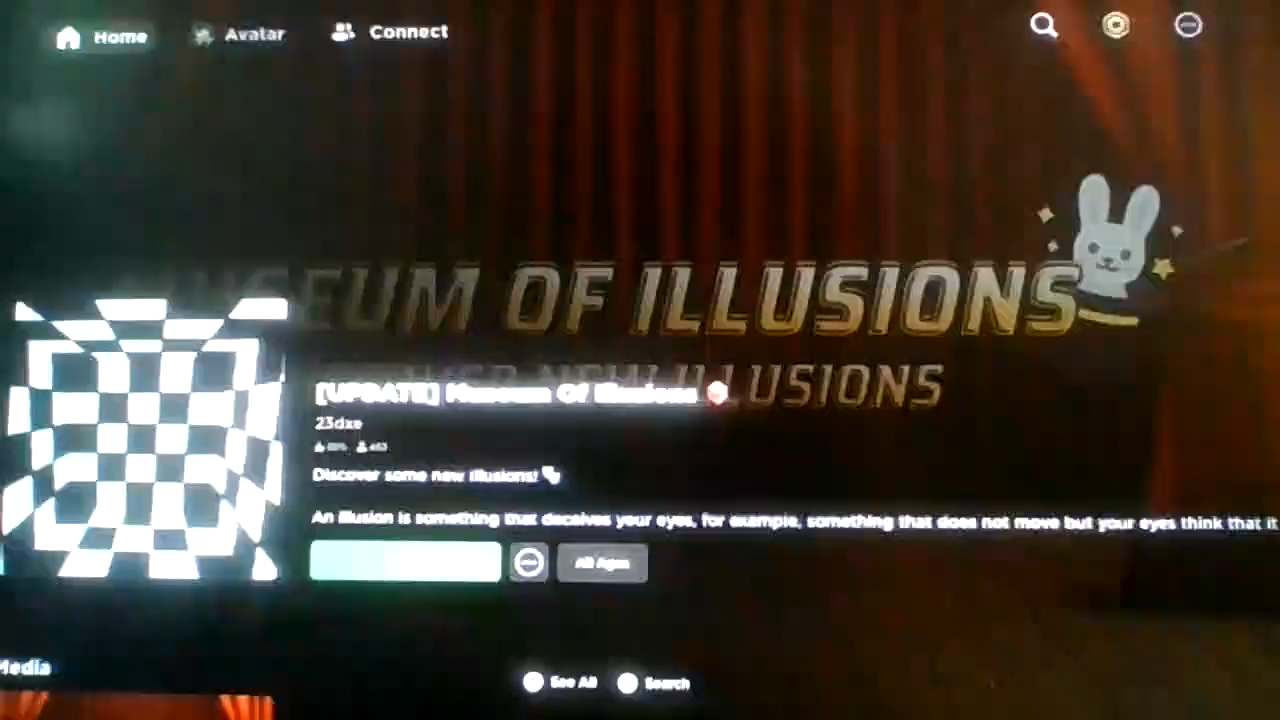 Home
Avatar
Connect
MUSEUM OF ILLUSIONS
ILLUSIONS
[UPDATE] Museum Of Illusions
23dxe
Discover some new illusions!
An illusion is something that deceives your eyes, for example, something that does not move but your eyes think that it
All Ages
Media
See All
Search